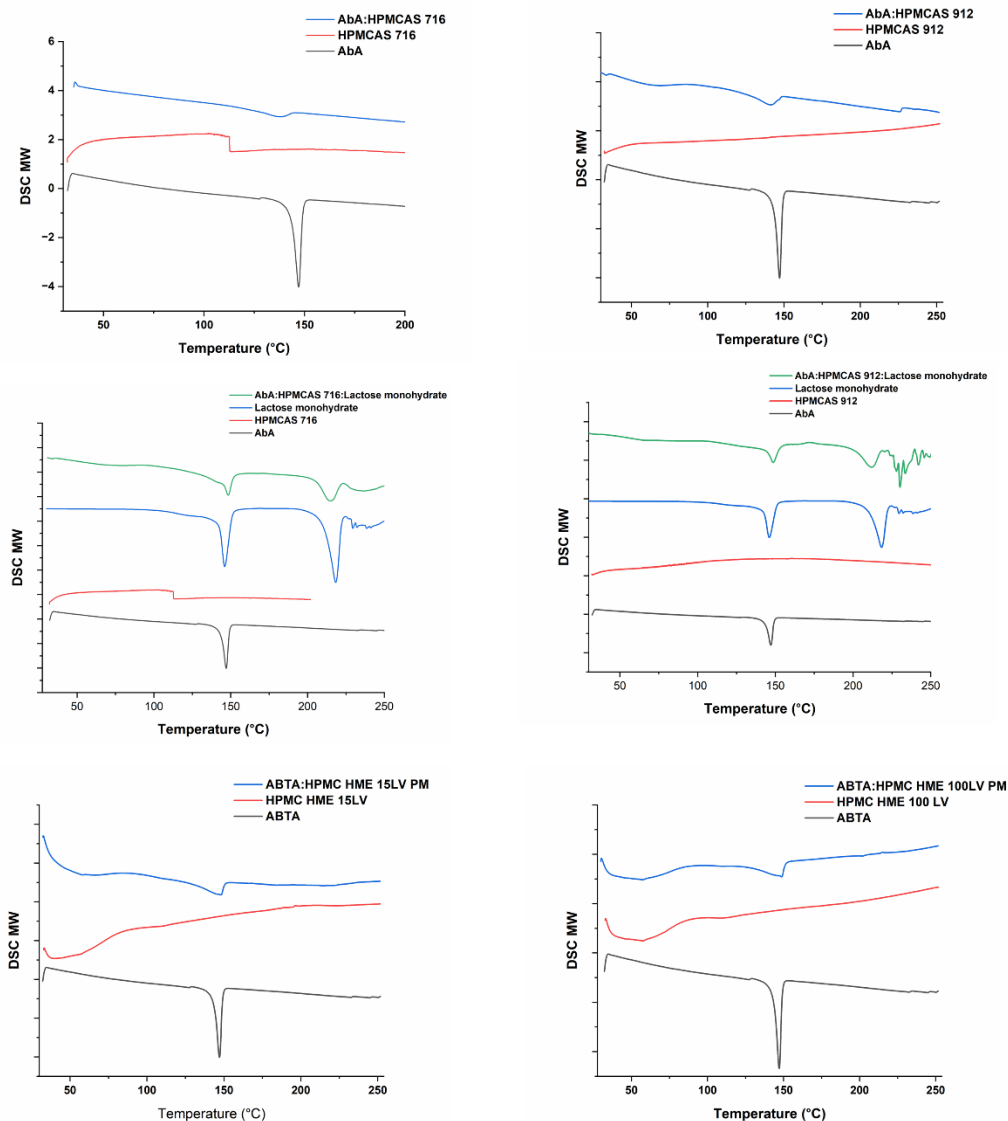 AbA:HPMCAS 716
HPMCAS 716
AbA
6
4
2
0
−2
−4
DSC MW
50
100
150
200
Temperature (°C)
AbA:HPMCAS 912
HPMCAS 912
AbA
DSC MW
50
100
150
200
250
Temperature (°C)
AbA:HPMCAS 716:Lactose monohydrate
Lactose monohydrate
HPMCAS 716
AbA
DSC MW
50
100
150
200
250
Temperature (°C)
AbA:HPMCAS 912:Lactose monohydrate
Lactose monohydrate
HPMCAS 912
AbA
DSC MW
50
100
150
200
250
Temperature (°C)
ABTA:HPMC HME 15LV PM
HPMC HME 15LV
ABTA
DSC MW
50
100
150
200
250
Temperature (°C)
ABTA:HPMC HME 100LV PM
HPMC HME 100 LV
ABTA
DSC MW
50
100
150
200
250
Temperature (°C)